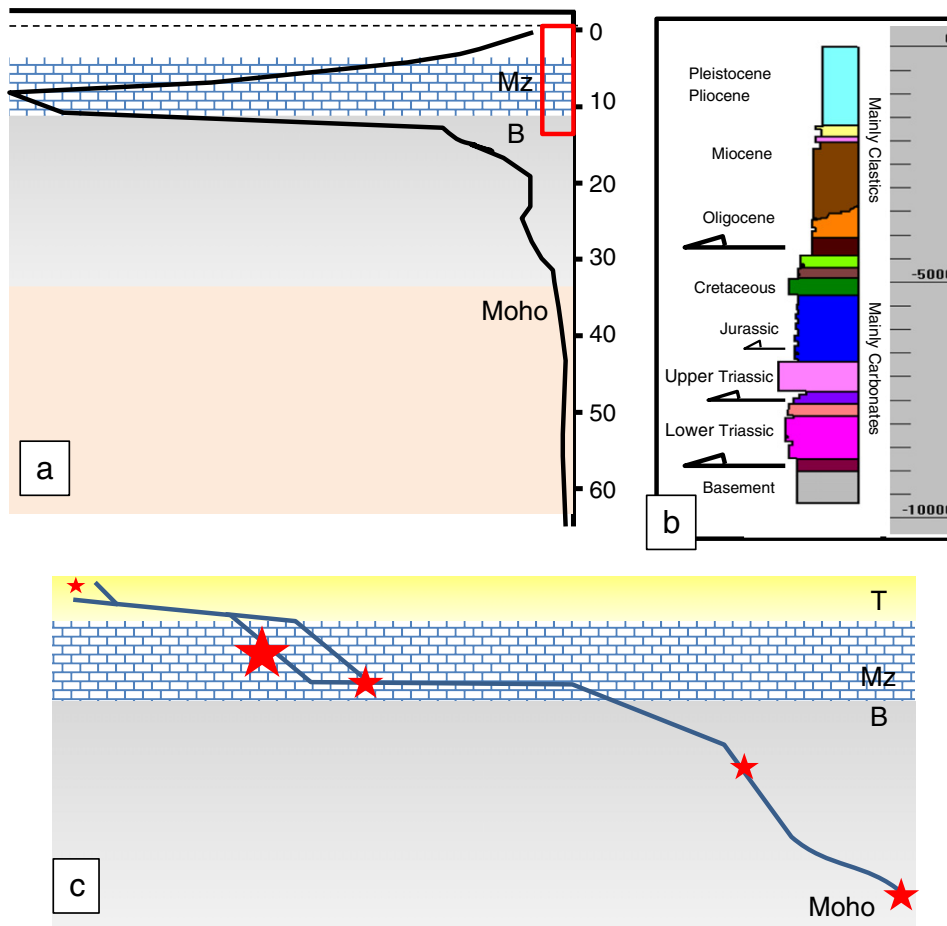 0
Mz
10
B
20
30
Moho
40
50
60
a
Pleistocene
Pliocene
Miocene
Oligocene
Cretaceous
Jurassic
Upper Triassic
Lower Triassic
Basement
Mainly Clastics
Mainly Carbonates
-5000
-10000
b
T
Mz
B
Moho
c